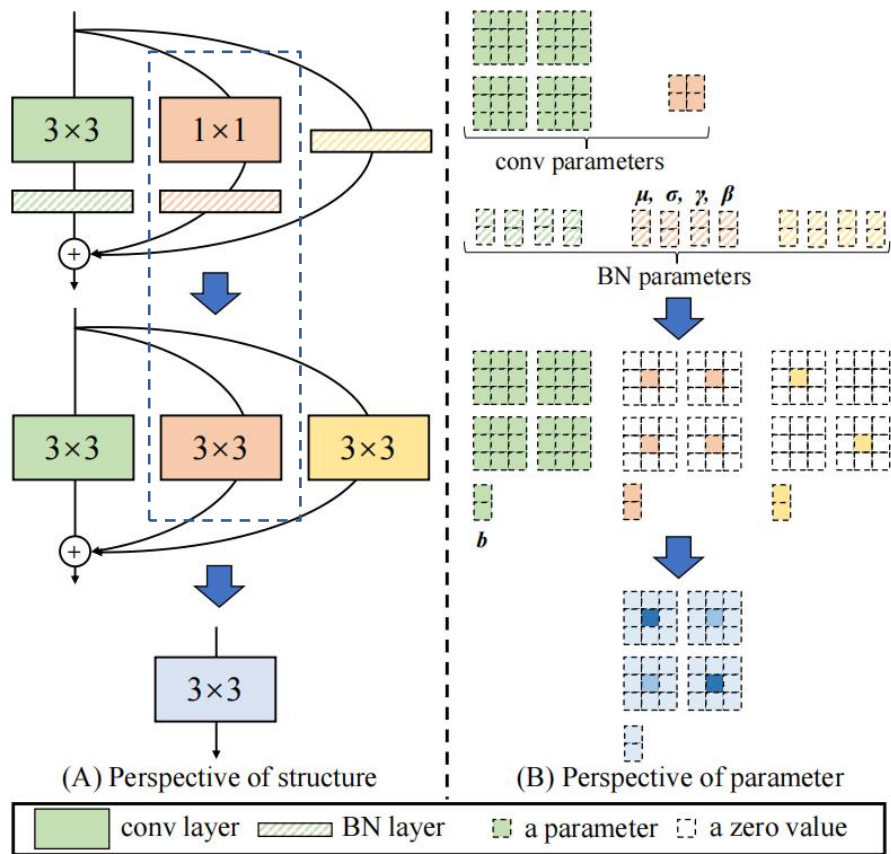 3×3
1×1
+
3×3
3×3
3×3
+
3×3
(A) Perspective of structure
conv parameters
μ, σ, γ, β
BN parameters
b
(B) Perspective of parameter
conv layer
BN layer
a parameter
a zero value